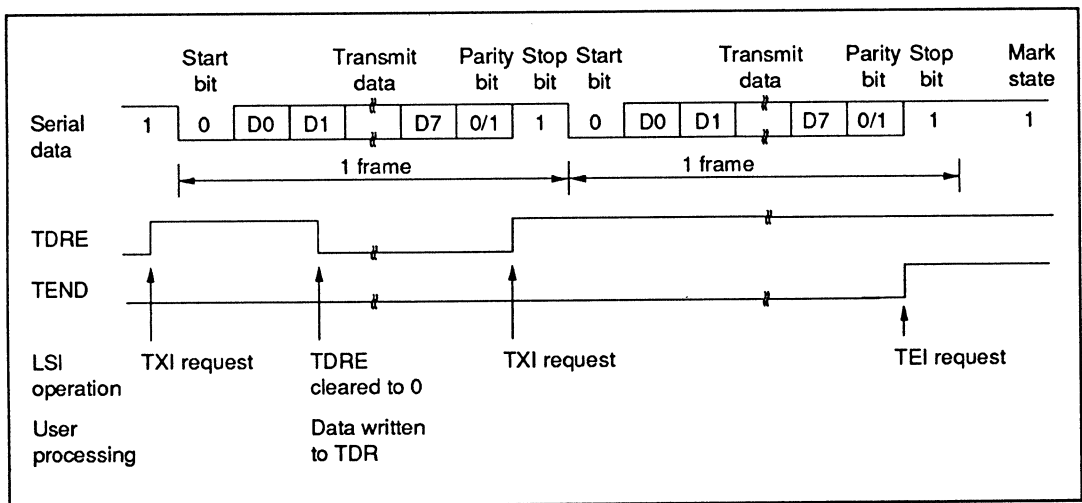 Start bit Transmit data Parity bit Stop bit Start bit Transmit data Parity bit Stop bit Mark state
Serial data 1 0 D0 D1 D7 0/1 1 0 D0 D1 D7 0/1 1 1
1 frame 1 frame
TDRE
TEND
LSI operation TXI request TDRE cleared to 0 TXI request TEI request
User processing Data written to TDR